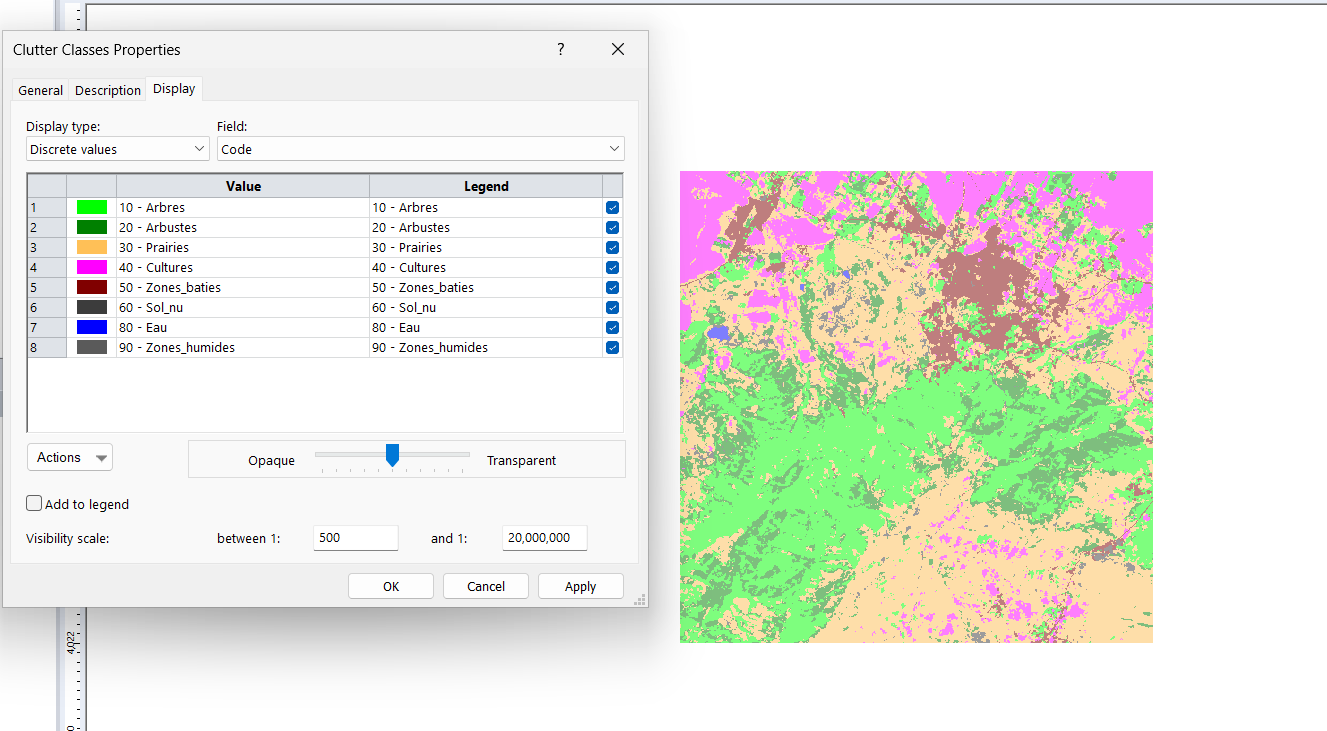 Clutter Classes Properties ?
General Description Display
Display type: Field:
Discrete values Code
Value Legend
1 10 - Arbres 10 - Arbres
2 20 - Arbustes 20 - Arbustes
3 30 - Prairies 30 - Prairies
4 40 - Cultures 40 - Cultures
5 50 - Zones_baties 50 - Zones_baties
6 60 - Sol_nu 60 - Sol_nu
7 80 - Eau 80 - Eau
8 90 - Zones_humides 90 - Zones_humides
Actions Opaque Transparent
Add to legend
Visibility scale: between 1: 500 and 1: 20,000,000
OK Cancel Apply